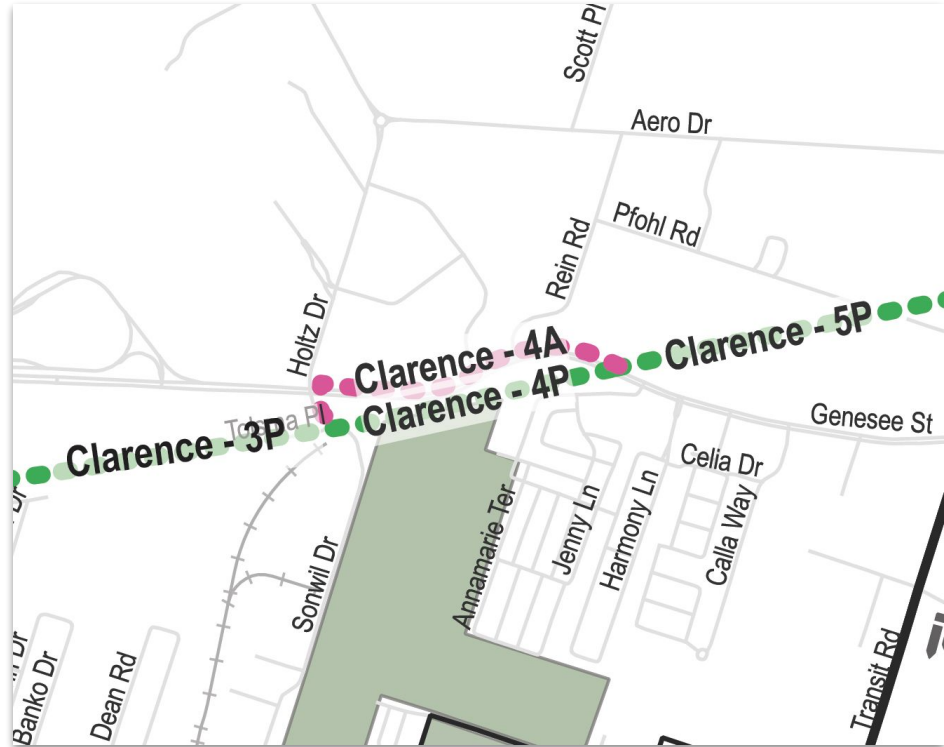 Scott Pl
Aero Dr
Pfohl Rd
Rein Rd
Holtz Dr
Clarence - 4A
Clarence - 5P
Clarence - 4P
Clarence - 3P
Genesee St
Celia Dr
Annamarie Ter
Jenny Ln
Harmony Ln
Calla Way
Sonwil Dr
Dr
Dr
Banko Dr
Dean Rd
Transit Rd